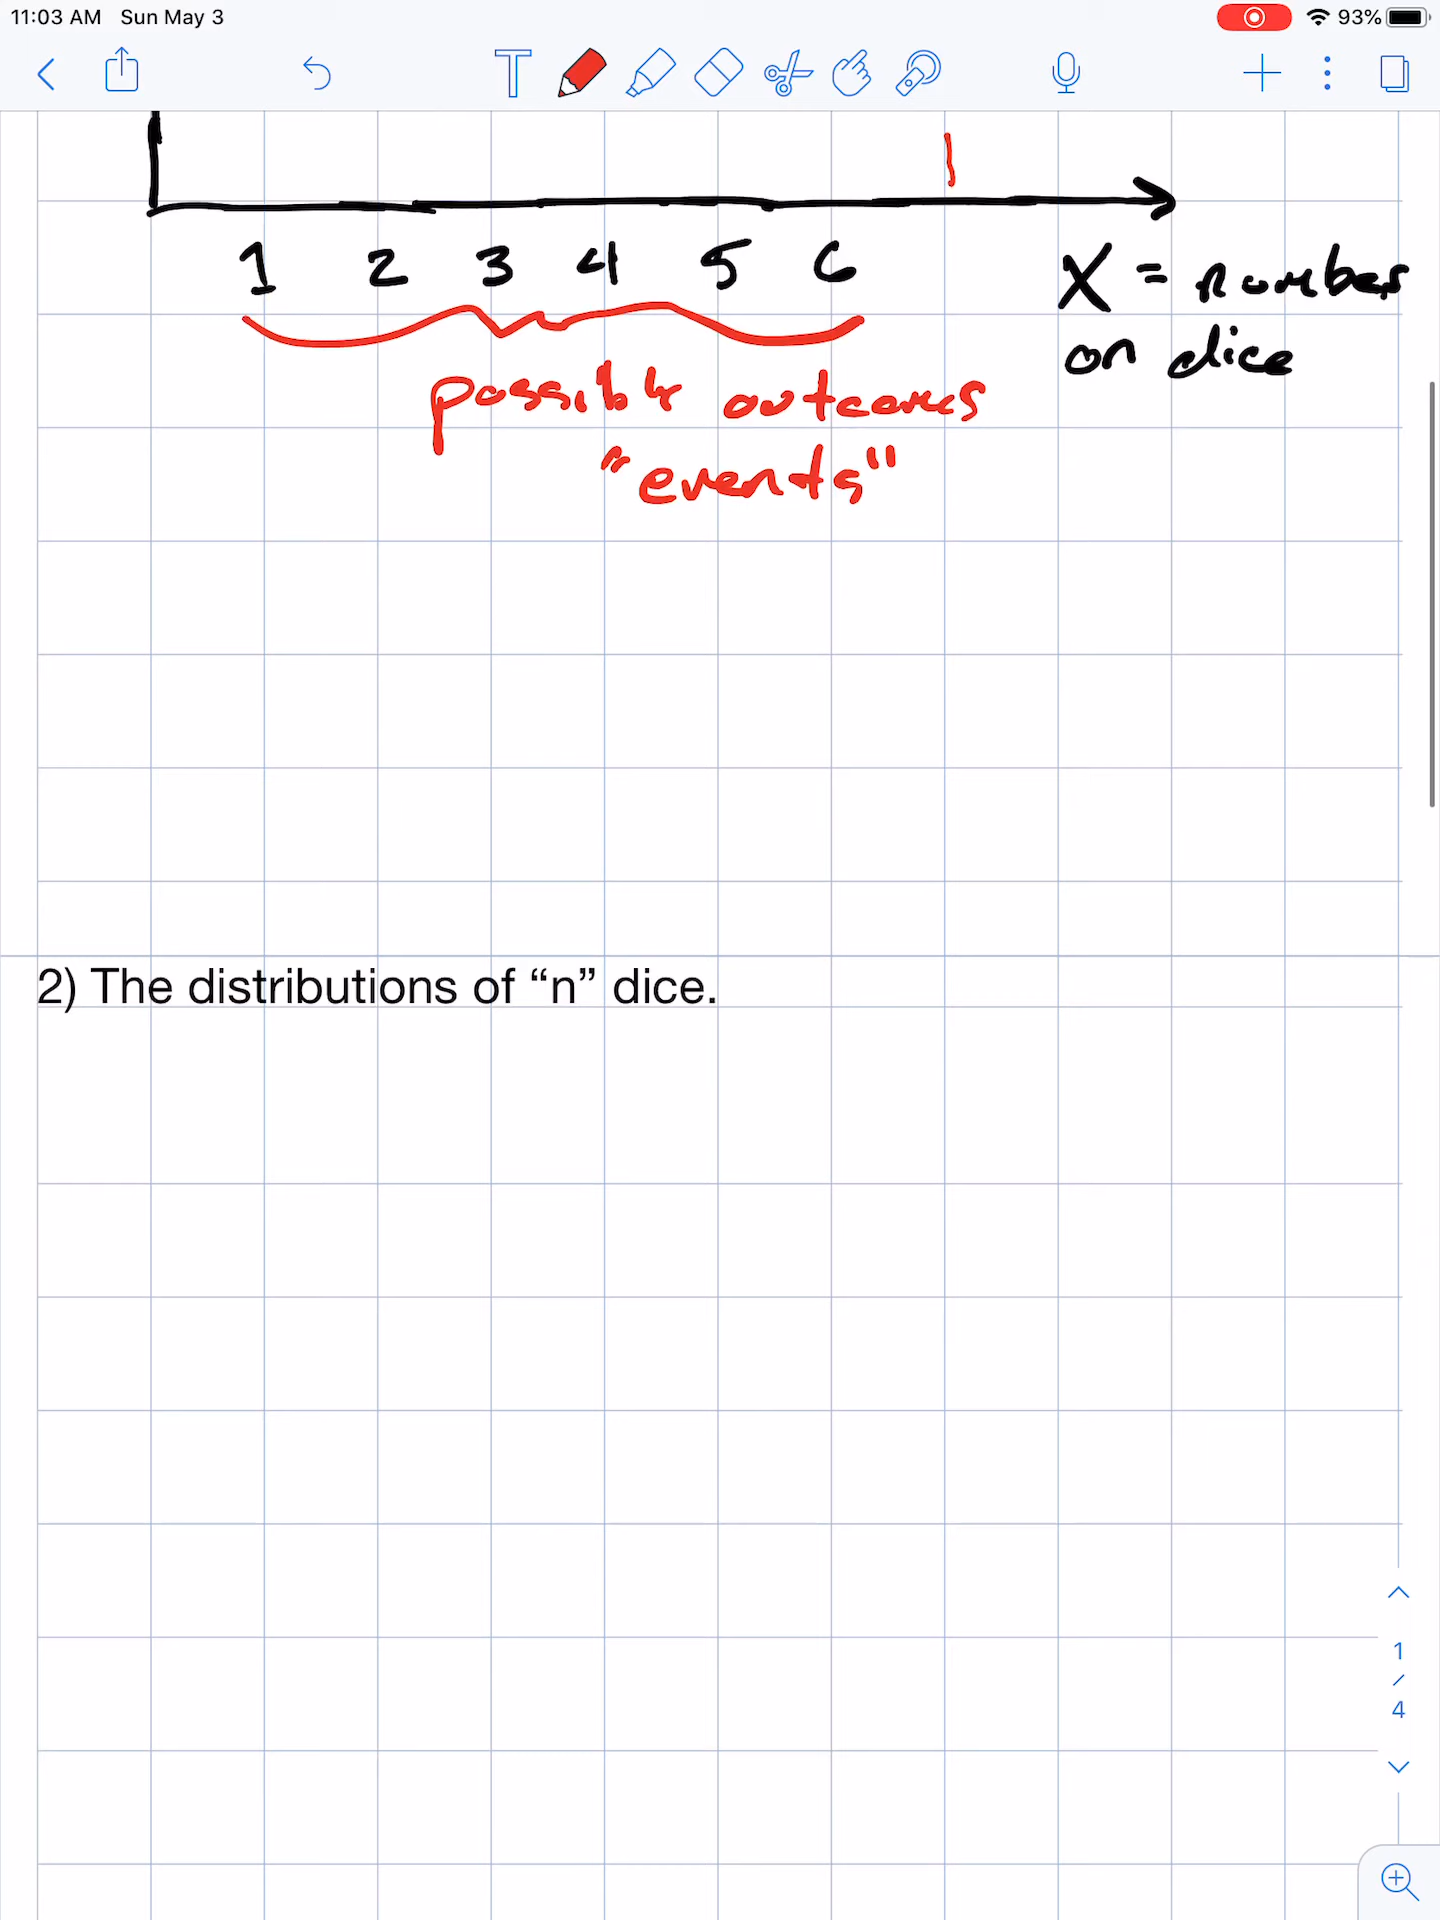 11:03 AM Sun May 3
93%
1 2 3 4 5 6
X = number
on dice
possible outcomes
"events"
2) The distributions of “n” dice.
1
/
4